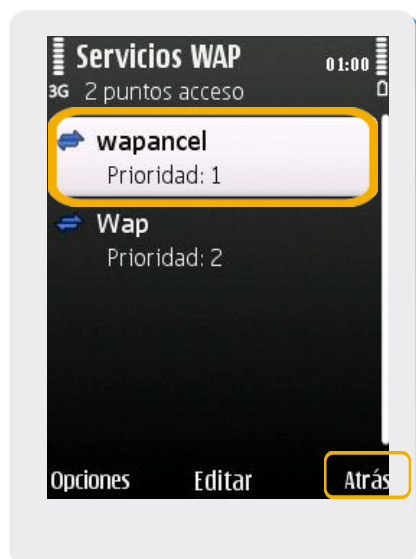 Servicios WAP 01:00
3G 2 puntos acceso
wapancel
Prioridad: 1
Wap
Prioridad: 2
Opciones Editar Atrás